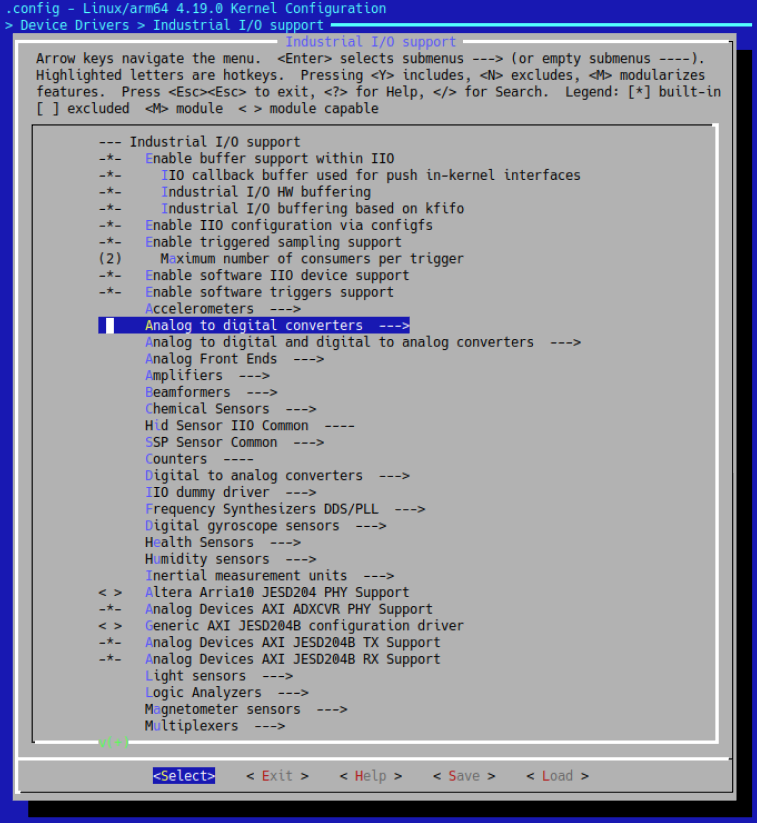 .config - Linux/arm64 4.19.0 Kernel Configuration
> Device Drivers > Industrial I/O support
Industrial I/O support
Arrow keys navigate the menu.  <Enter> selects submenus ---> (or empty submenus ----).
Highlighted letters are hotkeys.  Pressing <Y> includes, <N> excludes, <M> modularizes
features.  Press <Esc><Esc> to exit, <?> for Help, </> for Search.  Legend: [*] built-in
[ ] excluded  <M> module  < > module capable
--- Industrial I/O support
-*-   Enable buffer support within IIO
-*-     IIO callback buffer used for push in-kernel interfaces
-*-     Industrial I/O HW buffering
-*-     Industrial I/O buffering based on kfifo
-*-   Enable IIO configuration via configfs
-*-   Enable triggered sampling support
(2)     Maximum number of consumers per trigger
-*-   Enable software IIO device support
-*-   Enable software triggers support
Accelerometers  --->
Analog to digital converters  --->
Analog to digital and digital to analog converters  --->
Analog Front Ends  --->
Amplifiers  --->
Beamformers  --->
Chemical Sensors  --->
Hid Sensor IIO Common  ----
SSP Sensor Common  --->
Counters  ----
Digital to analog converters  --->
IIO dummy driver  --->
Frequency Synthesizers DDS/PLL  --->
Digital gyroscope sensors  --->
Health Sensors  --->
Humidity sensors  --->
Inertial measurement units  --->
< >   Altera Arria10 JESD204 PHY Support
-*-   Analog Devices AXI ADXCVR PHY Support
< >   Generic AXI JESD204B configuration driver
-*-   Analog Devices AXI JESD204B TX Support
-*-   Analog Devices AXI JESD204B RX Support
Light sensors  --->
Logic Analyzers  --->
Magnetometer sensors  --->
Multiplexers  --->
<Select>    < Exit >    < Help >    < Save >    < Load >